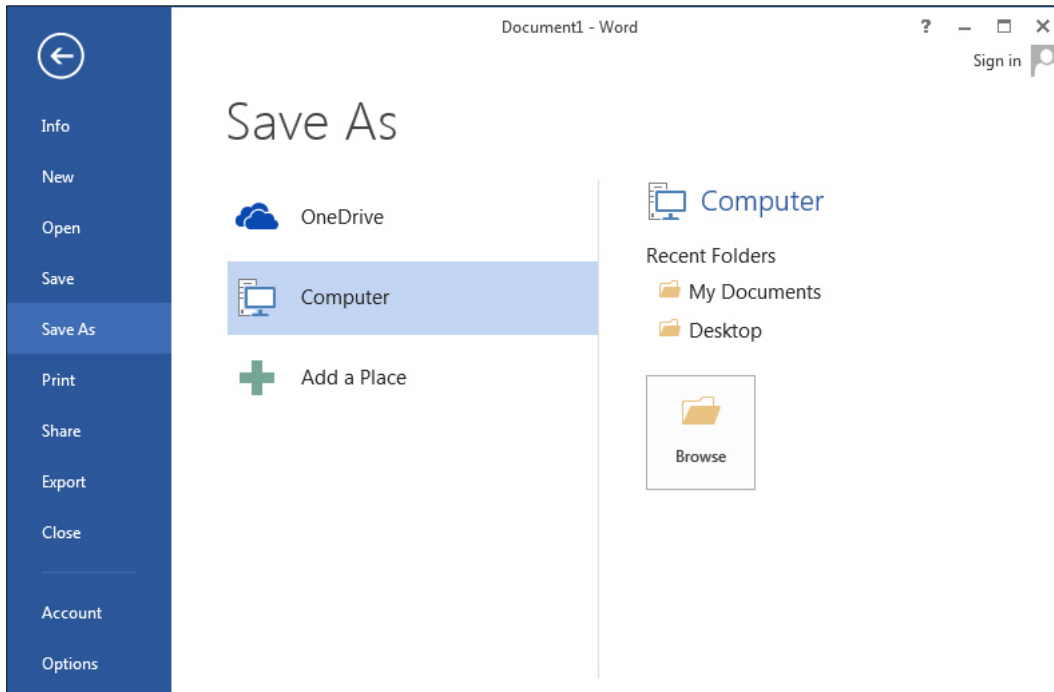 Document1 - Word
?
Sign in
Info
New
Open
Save
Save As
Print
Share
Export
Close
Account
Options
Save As
OneDrive
Computer
Add a Place
Computer
Recent Folders
My Documents
Desktop
Browse